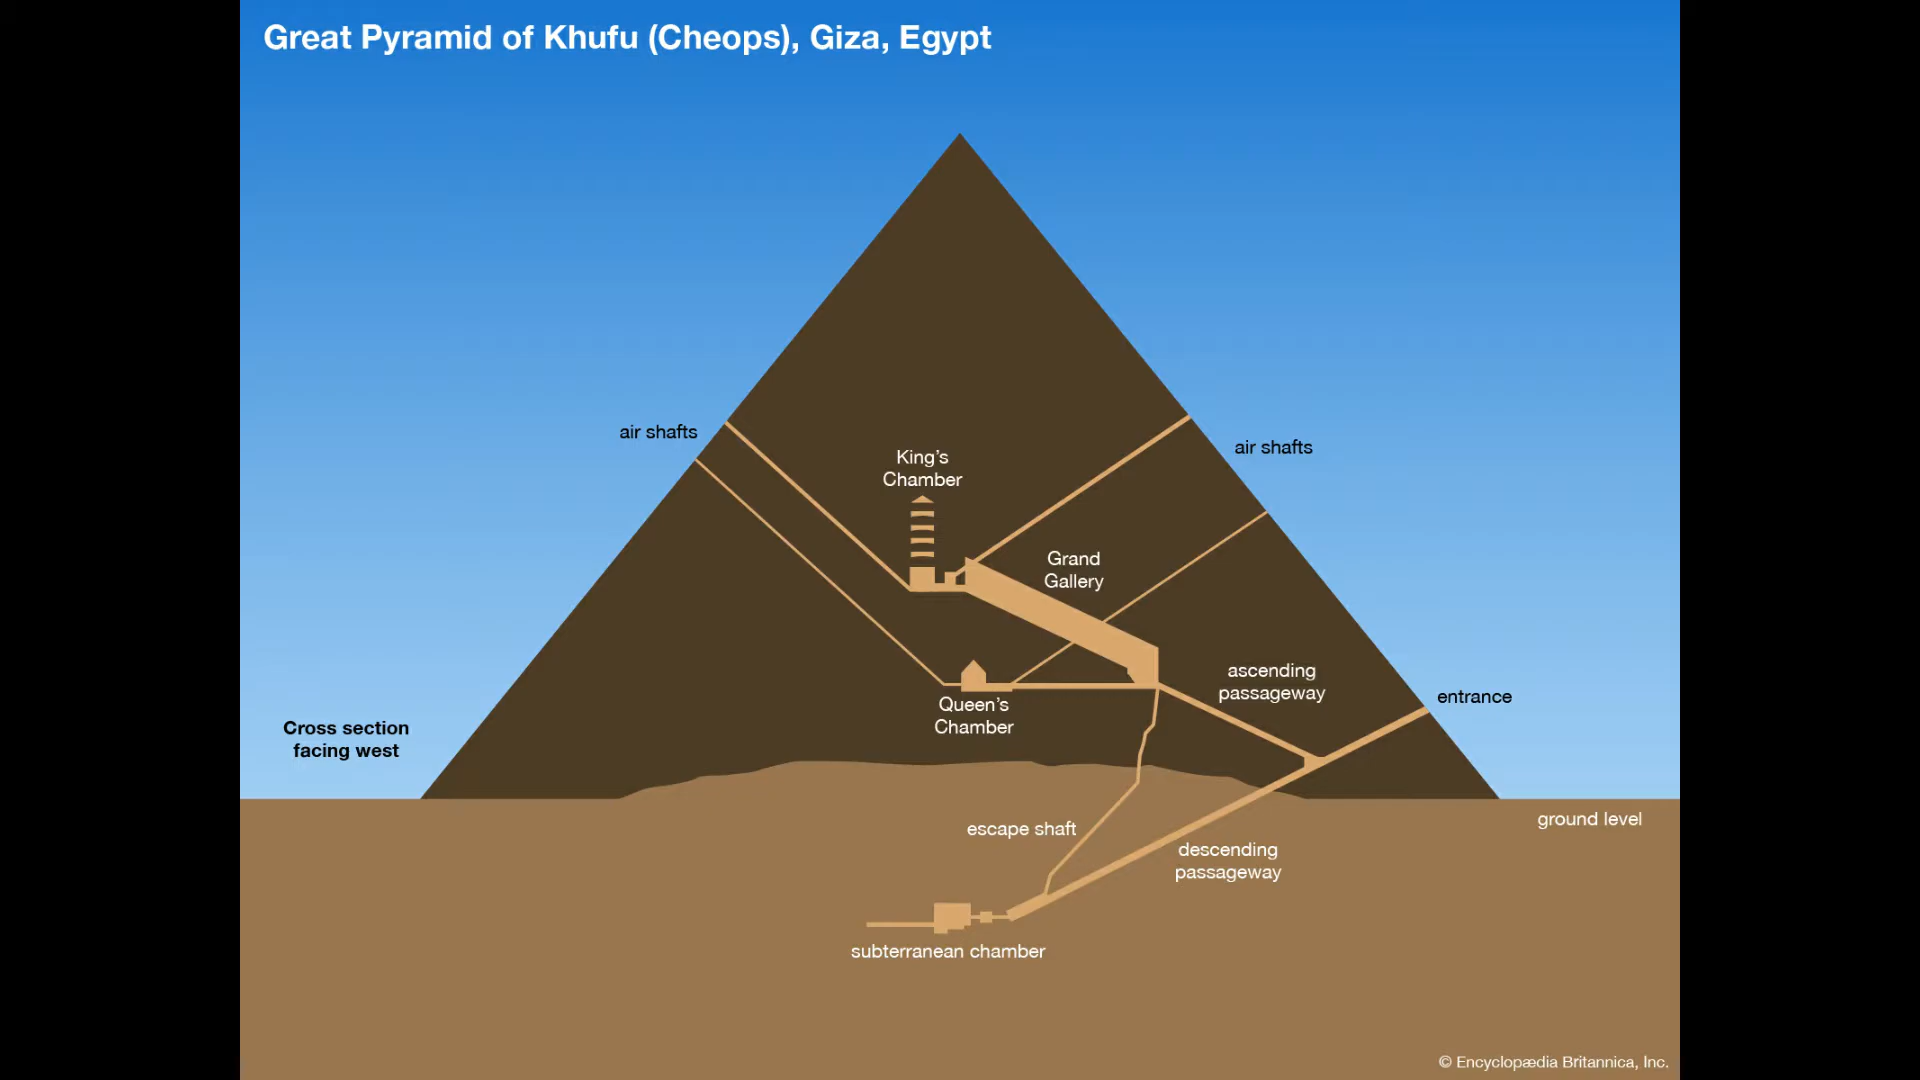 Great Pyramid of Khufu (Cheops), Giza, Egypt
air shafts
King's
Chamber
air shafts
Grand
Gallery
ascending
passageway
entrance
Queen's
Chamber
Cross section
facing west
ground level
escape shaft
descending
passageway
subterranean chamber
© Encyclopædia Britannica, Inc.